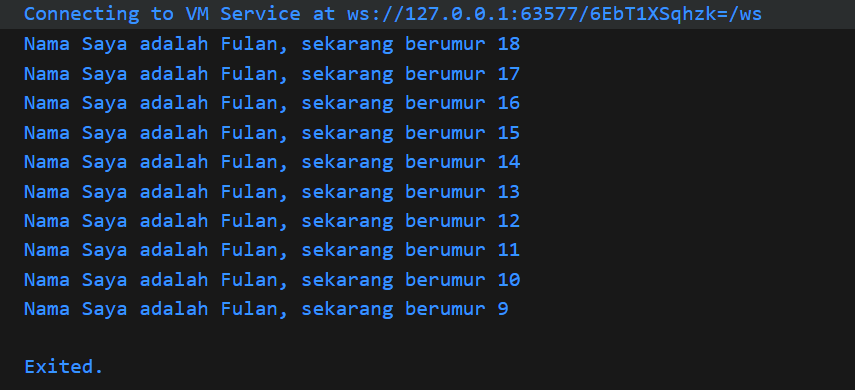 Connecting to VM Service at ws://127.0.0.1:63577/6EbT1XSqhzk=/ws
Nama Saya adalah Fulan, sekarang berumur 18
Nama Saya adalah Fulan, sekarang berumur 17
Nama Saya adalah Fulan, sekarang berumur 16
Nama Saya adalah Fulan, sekarang berumur 15
Nama Saya adalah Fulan, sekarang berumur 14
Nama Saya adalah Fulan, sekarang berumur 13
Nama Saya adalah Fulan, sekarang berumur 12
Nama Saya adalah Fulan, sekarang berumur 11
Nama Saya adalah Fulan, sekarang berumur 10
Nama Saya adalah Fulan, sekarang berumur 9
Exited.